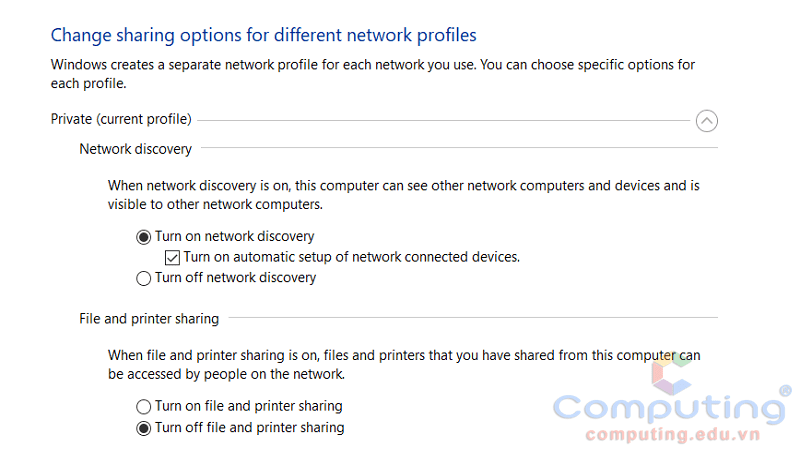 Change sharing options for different network profiles
Windows creates a separate network profile for each network you use. You can choose specific options for
each profile.
Private (current profile)
Network discovery
When network discovery is on, this computer can see other network computers and devices and is
visible to other network computers.
Turn on network discovery
Turn on automatic setup of network connected devices.
Turn off network discovery
File and printer sharing
When file and printer sharing is on, files and printers that you have shared from this computer can
be accessed by people on the network.
Turn on file and printer sharing
Turn off file and printer sharing
Computing®
computing.edu.vn